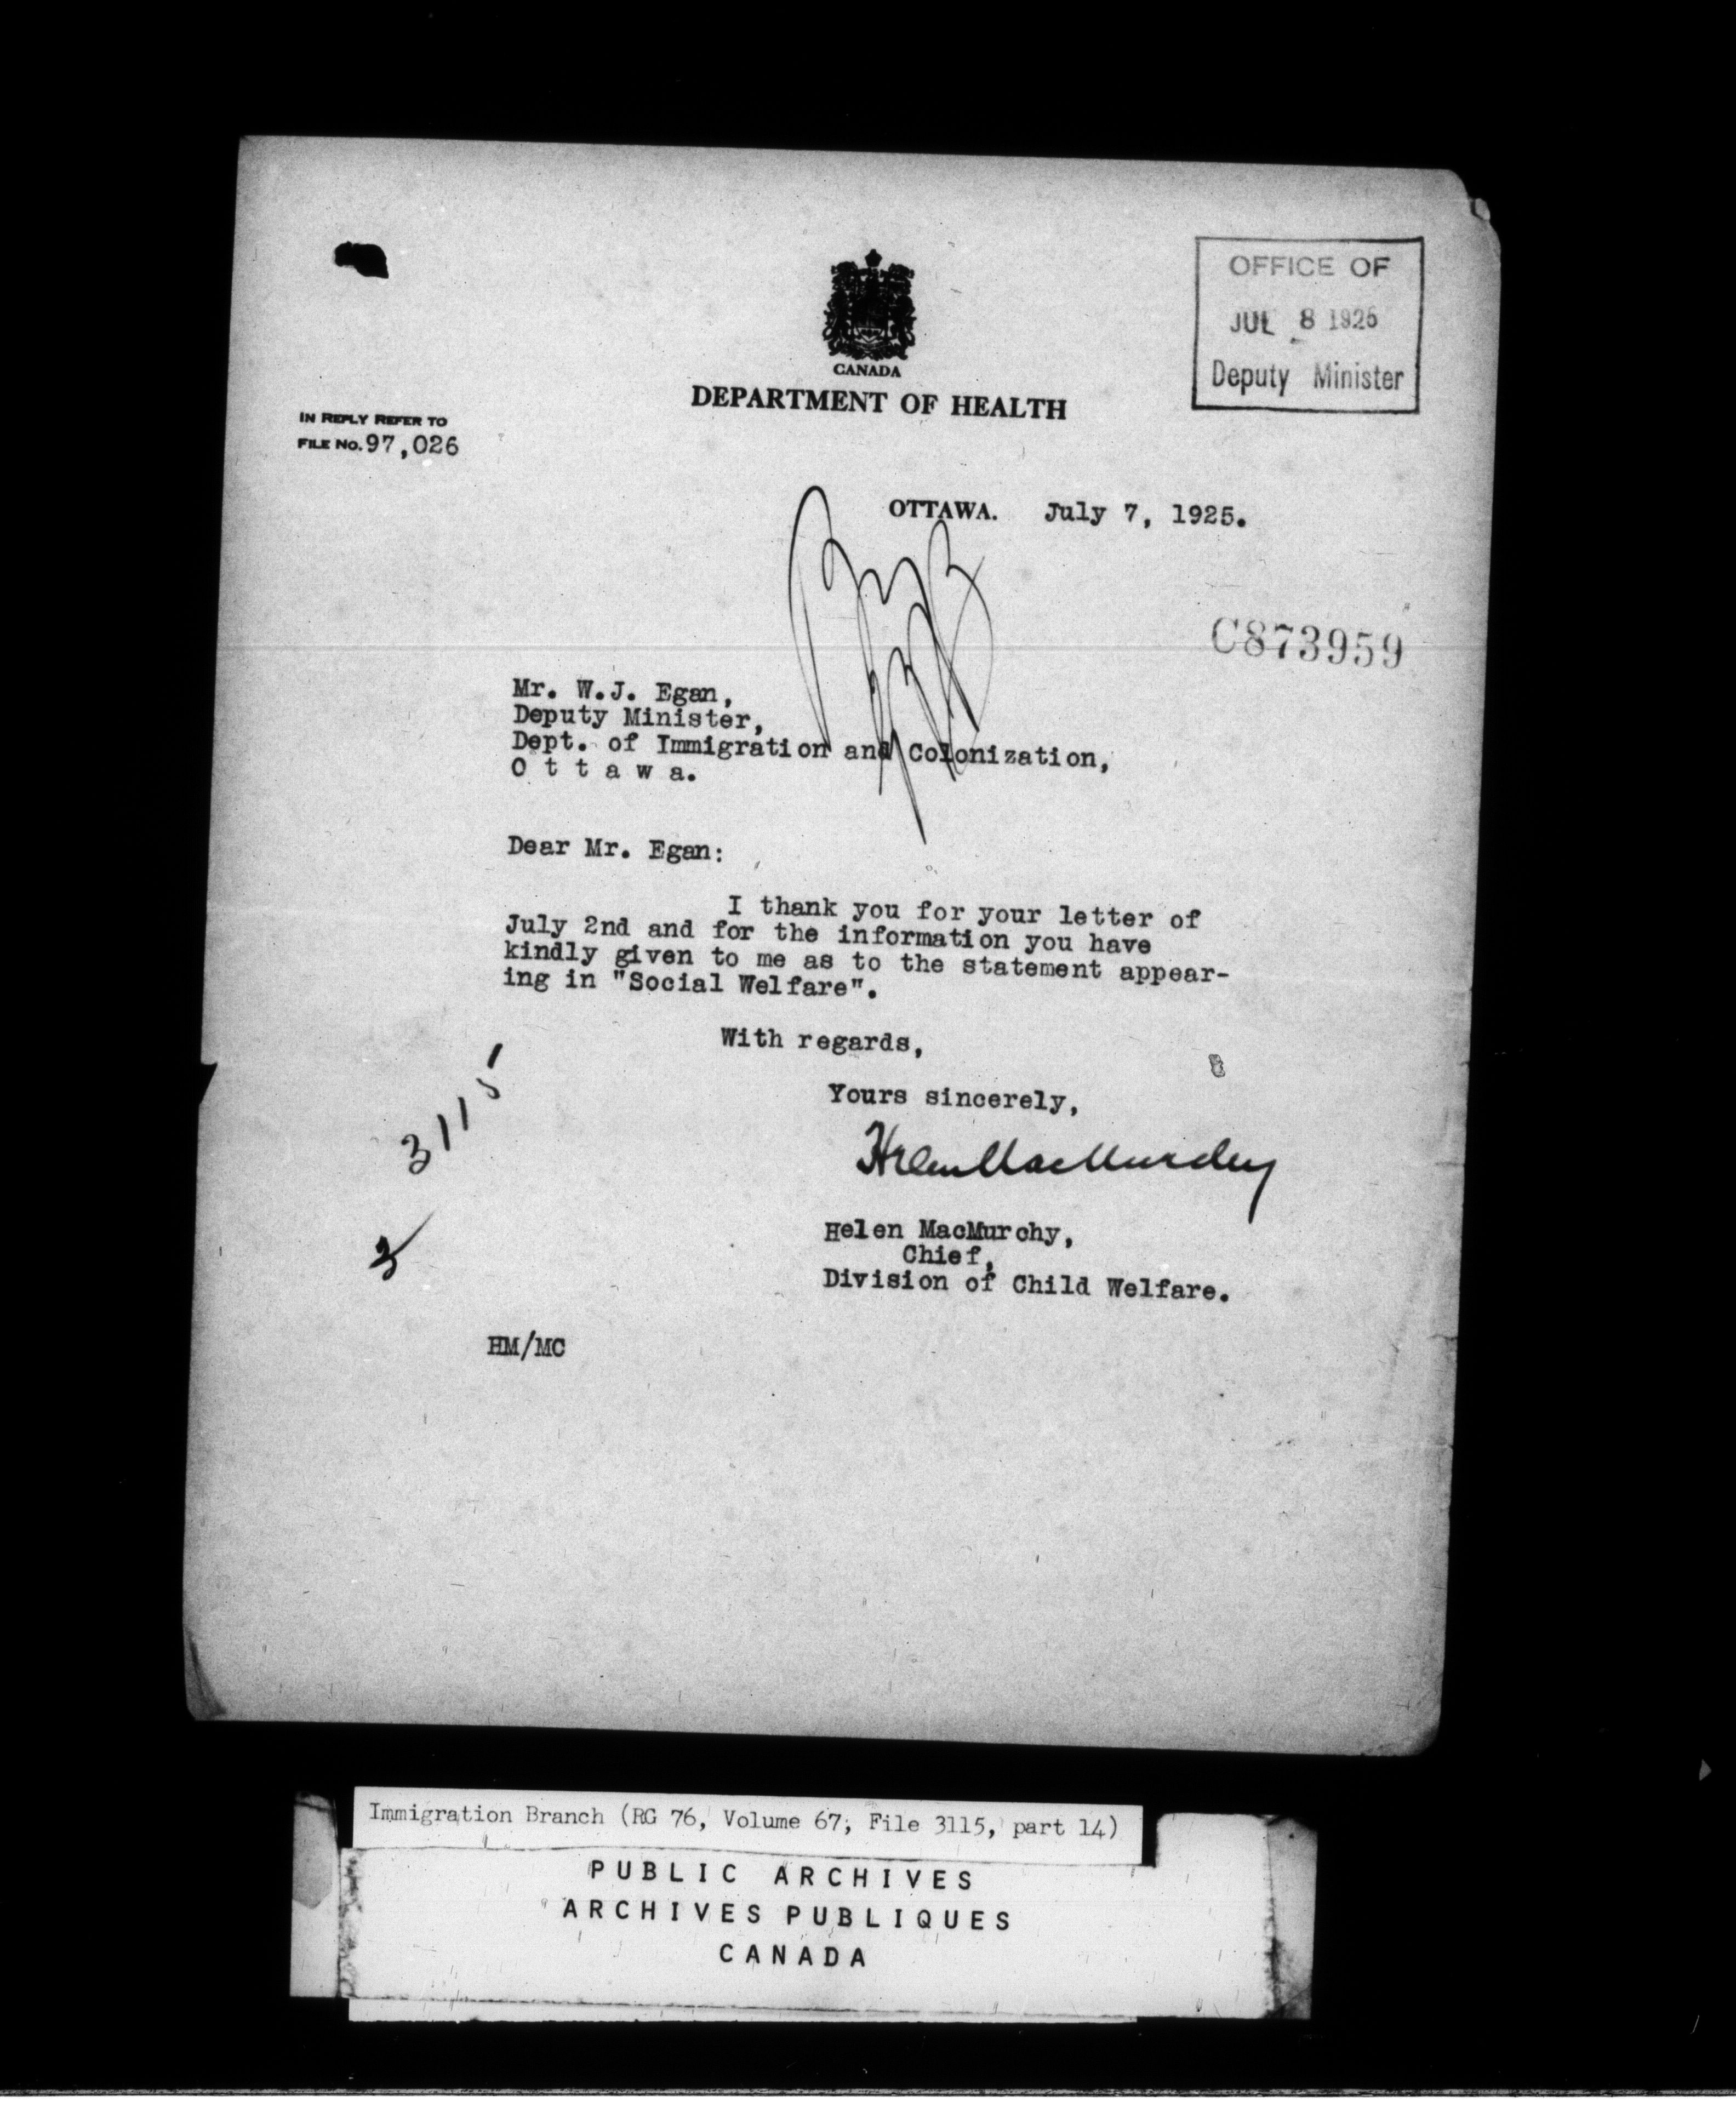 OFFICE OF
JUL 8 1925
Deputy Minister
CANADA
DEPARTMENT OF HEALTH
IN REPLY REFER TO
FILE No. 97,026
OTTAWA. July 7, 1925.
C873959
Mr. W.J. Egan,
Deputy Minister,
Dept. of Immigration and Colonization,
O t t a w a.
Dear Mr. Egan:
I thank you for your letter of
July 2nd and for the information you have
kindly given to me as to the statement appear-
ing in "Social Welfare".
With regards,
Yours sincerely,
Helen MacMurchy
Helen MacMurchy,
Chief,
Division of Child Welfare.
3115
HM/MC
Immigration Branch (RG 76, Volume 67, File 3115, part 14)
PUBLIC ARCHIVES
ARCHIVES PUBLIQUES
CANADA